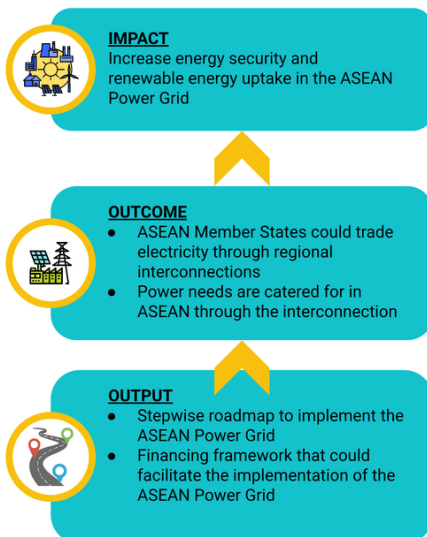 IMPACT
Increase energy security and
renewable energy uptake in the ASEAN
Power Grid
OUTCOME
● ASEAN Member States could trade
electricity through regional
interconnections
● Power needs are catered for in
ASEAN through the interconnection
OUTPUT
● Stepwise roadmap to implement the
ASEAN Power Grid
● Financing framework that could
facilitate the implementation of the
ASEAN Power Grid